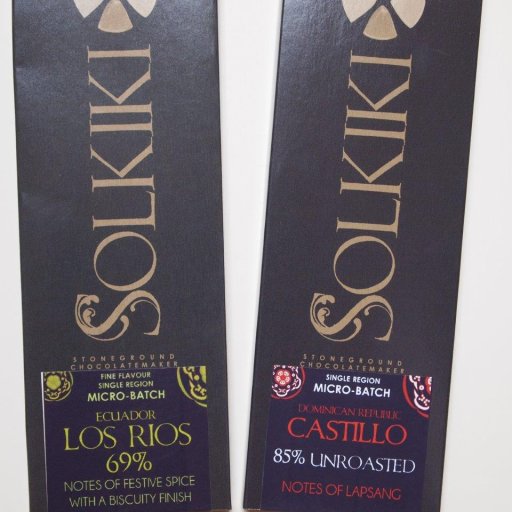 SOLKIKI
STONEGROUND
CHOCOLATEMAKER
FINE FLAVOUR
SINGLE REGION
MICRO-BATCH
ECUADOR
LOS RIOS
69%
NOTES OF FESTIVE SPICE
WITH A BISCUITY FINISH
SOLKIKI
STONEGROUND
CHOCOLATEMAKER
SINGLE REGION
MICRO-BATCH
DOMINICAN REPUBLIC
CASTILLO
85% UNROASTED
NOTES OF LAPSANG